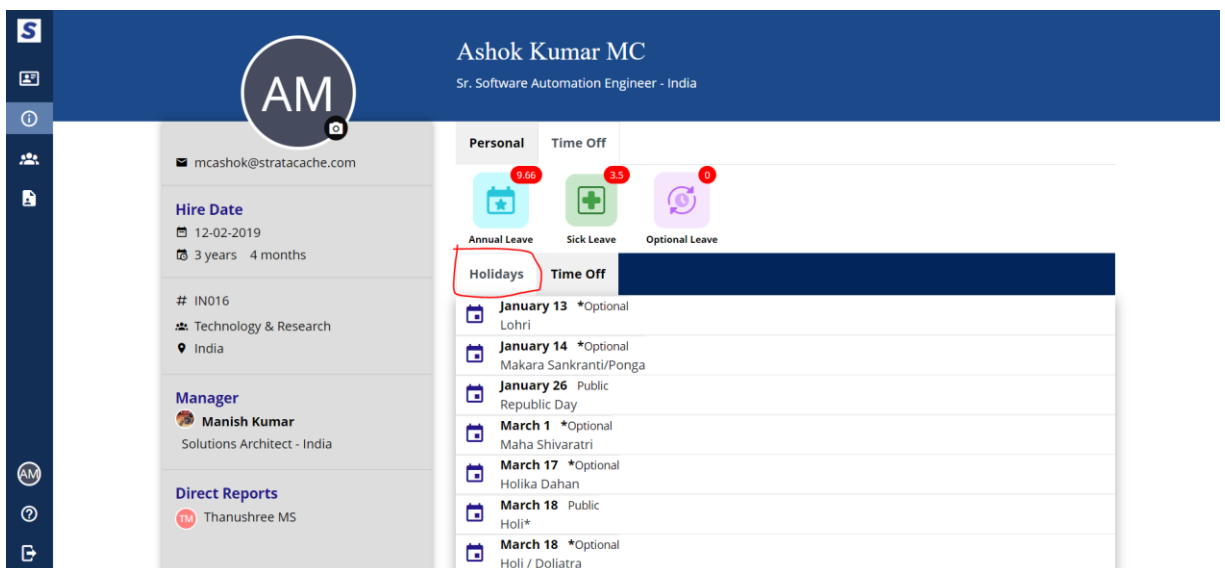 S
AM
Ashok Kumar MC
Sr. Software Automation Engineer - India
mcashok@stratacache.com
Hire Date
12-02-2019
3 years 4 months
# IN016
Technology & Research
India
Manager
Manish Kumar
Solutions Architect - India
Direct Reports
TM Thanushree MS
AM
Personal Time Off
9.66 3.5 0
Annual Leave Sick Leave Optional Leave
Holidays Time Off
January 13 *Optional
Lohri
January 14 *Optional
Makara Sankranti/Ponga
January 26 Public
Republic Day
March 1 *Optional
Maha Shivaratri
March 17 *Optional
Holika Dahan
March 18 Public
Holi*
March 18 *Optional
Holi / Doljatra